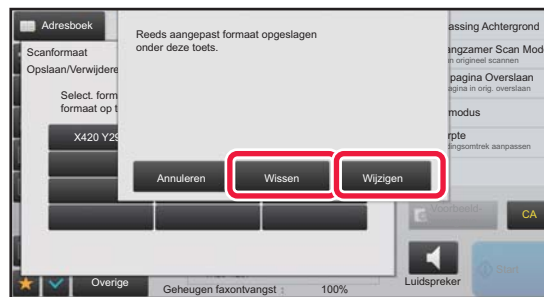 Adresboek
Reeds aangepast formaat opgeslagen
onder deze toets.
Scanformaat
Opslaan/Verwijdere
Select. form
formaat op t
X420 Y29
Annuleren
Wissen
Wijzigen
assing Achtergrond
angzamer Scan Mod
n origineel scannen
pagina Overslaan
agina in orig. overslaan
modus
rpte
dingsomtrek aanpassen
Voorbeeld-
CA
Start
Luidspreker
Overige
Geheugen faxontvangst : 100%